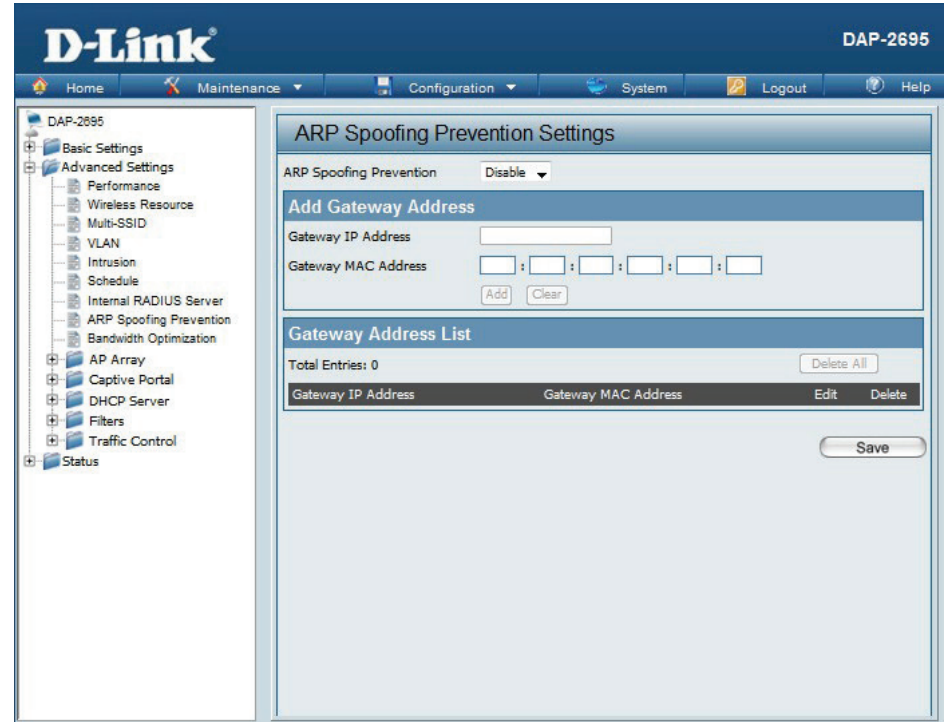 D-Link
DAP-2695
Home Maintenance Configuration System Logout Help
DAP-2695
Basic Settings
Advanced Settings
Performance
Wireless Resource
Multi-SSID
VLAN
Intrusion
Schedule
Internal RADIUS Server
ARP Spoofing Prevention
Bandwidth Optimization
AP Array
Captive Portal
DHCP Server
Filters
Traffic Control
Status
ARP Spoofing Prevention Settings
ARP Spoofing Prevention Disable
Add Gateway Address
Gateway IP Address
Gateway MAC Address : : : : :
Add Clear
Gateway Address List
Total Entries: 0 Delete All
Gateway IP Address Gateway MAC Address Edit Delete
Save